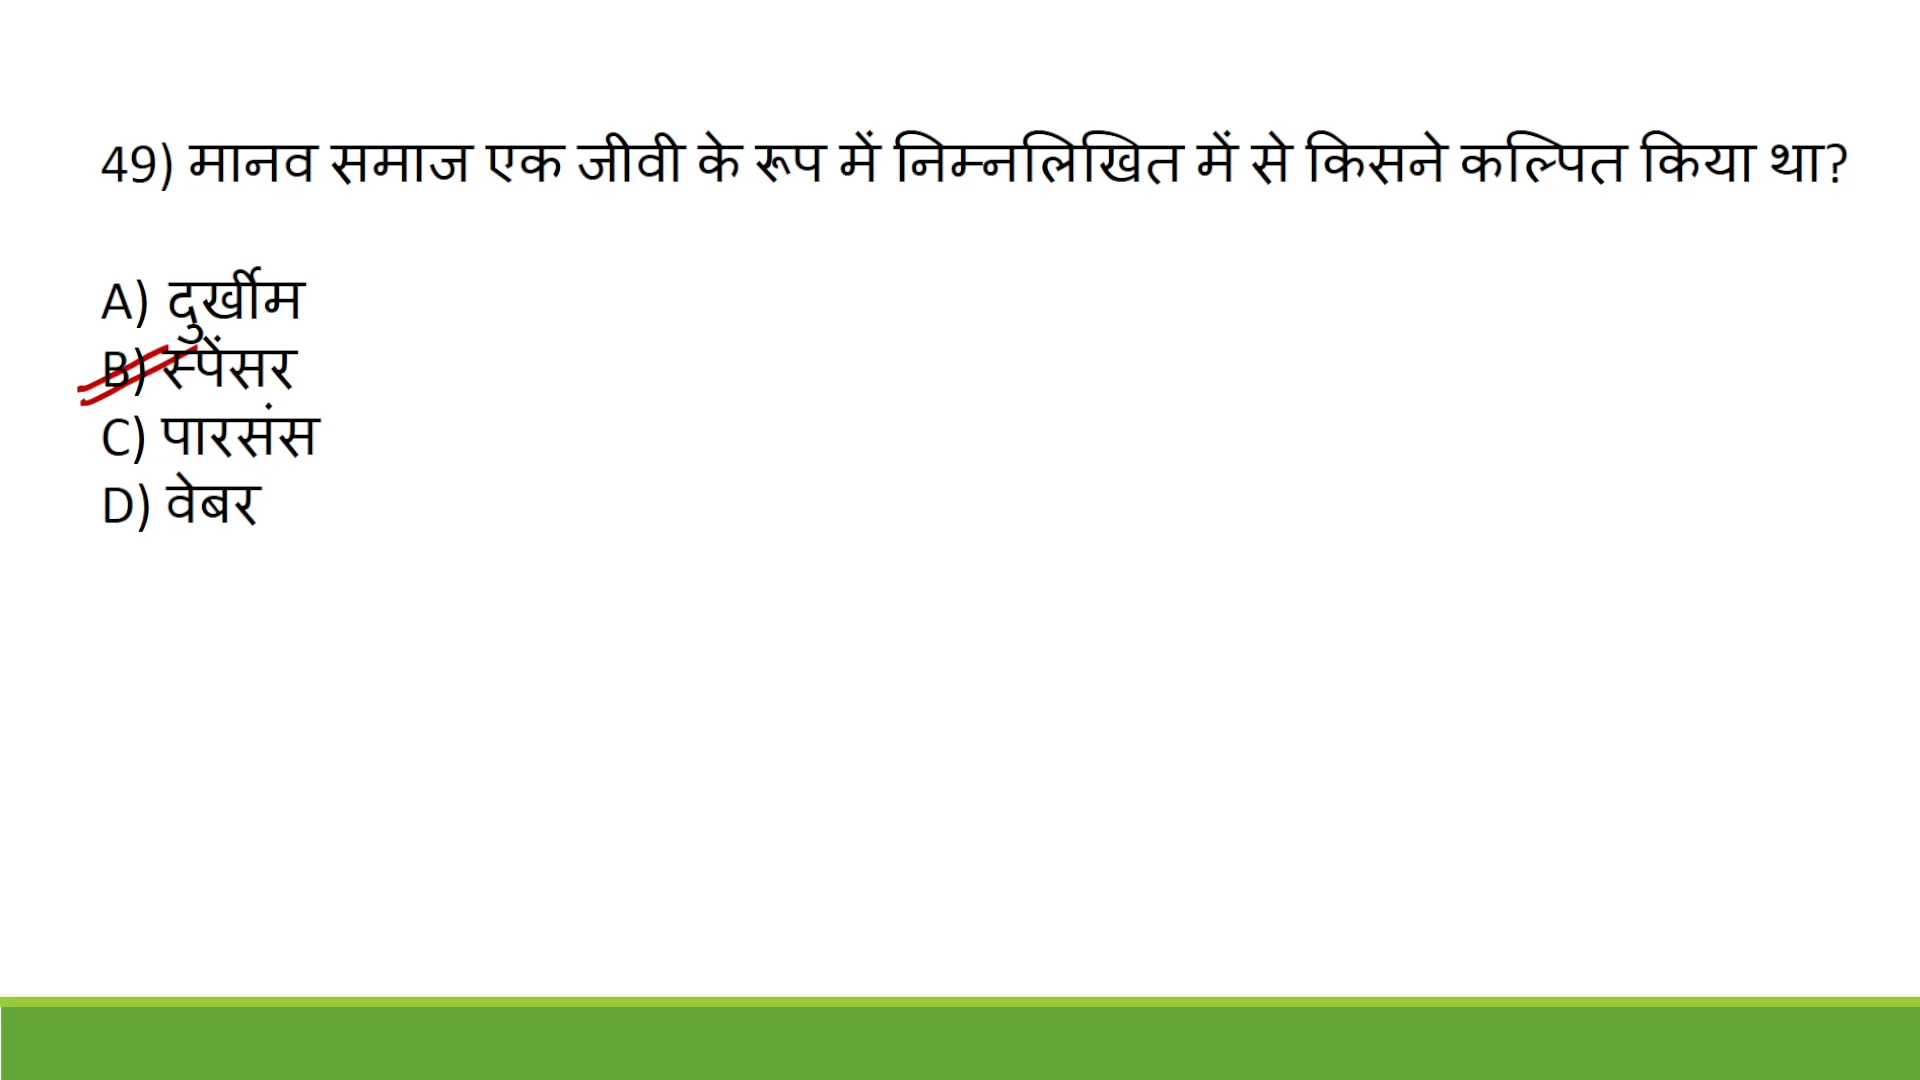 49) मानव समाज एक जीवी के रूप में निम्नलिखित में से किसने कल्पित किया था?
A) दुर्खीम
B) स्पेंसर
C) पारसंस
D) वेबर